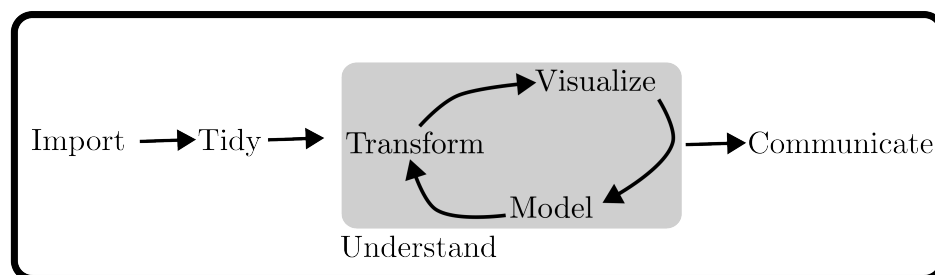 Import
Tidy
Transform
Visualize
Model
Understand
Communicate